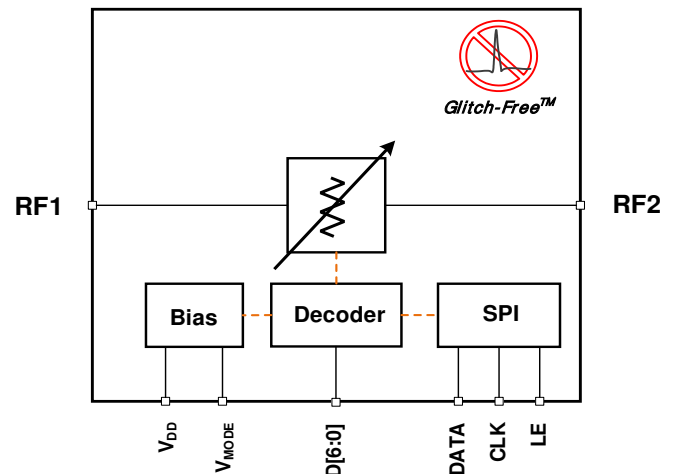 Glitch-Free™
RF1
RF2
Bias
Decoder
SPI
VDD
VMODE
D[6:0]
DATA
CLK
LE